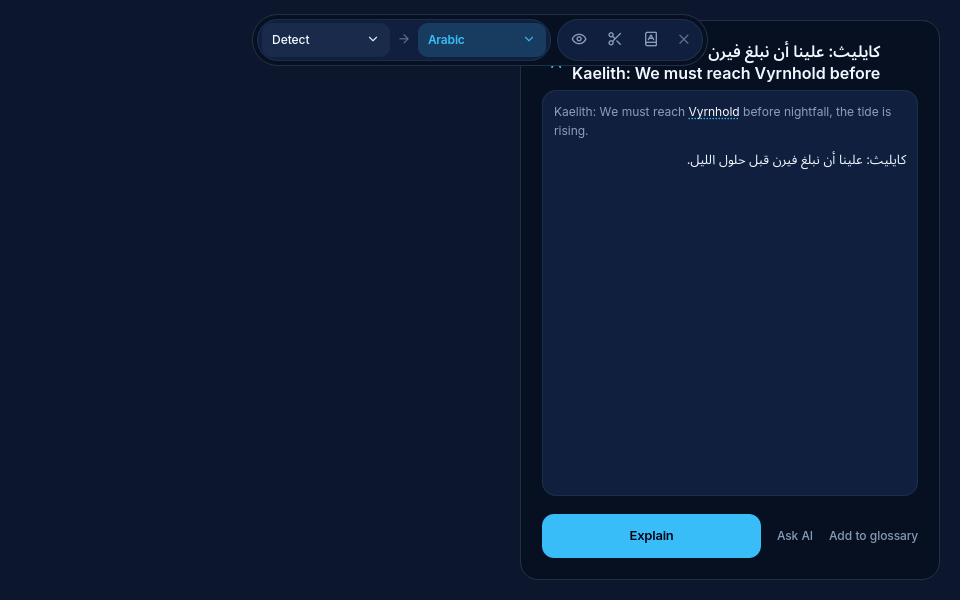 Detect
Arabic
كايليث: علينا أن نبلغ فيرن
Kaelith: We must reach Vyrnhold before
Kaelith: We must reach Vyrnhold before nightfall, the tide is
rising.
كايليث: علينا أن نبلغ فيرن قبل حلول الليل.
Explain
Ask AI
Add to glossary